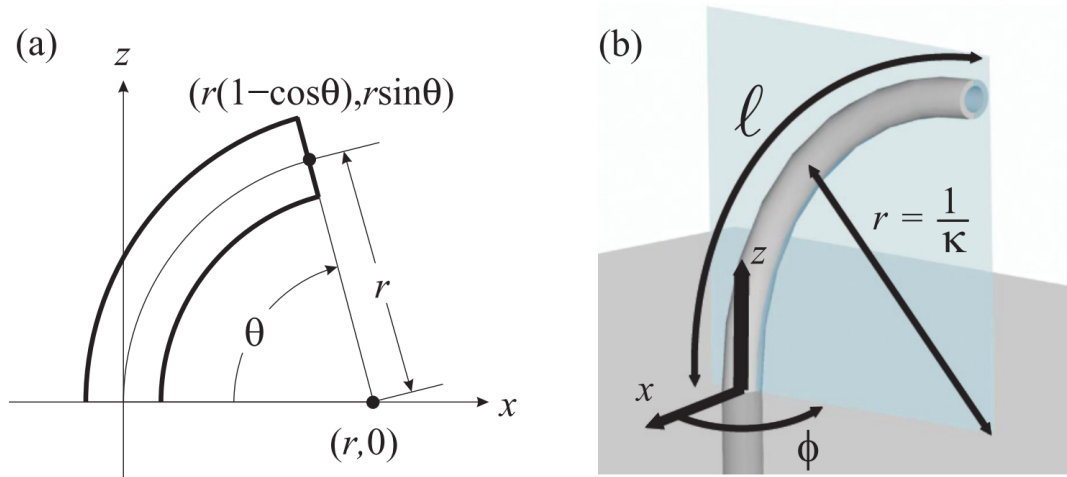 (a)
z
(r(1−cosθ),rsinθ)
r
θ
x
(r,0)
(b)
ℓ
r = 1/κ
z
x
ϕ